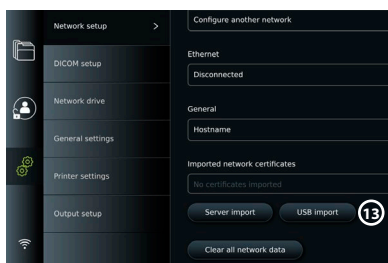 Network setup >
DICOM setup
Network drive
General settings
Printer settings
Output setup
Configure another network
Ethernet
Disconnected
General
Hostname
Imported network certificates
No certificates imported
Server import
USB import
13
Clear all network data